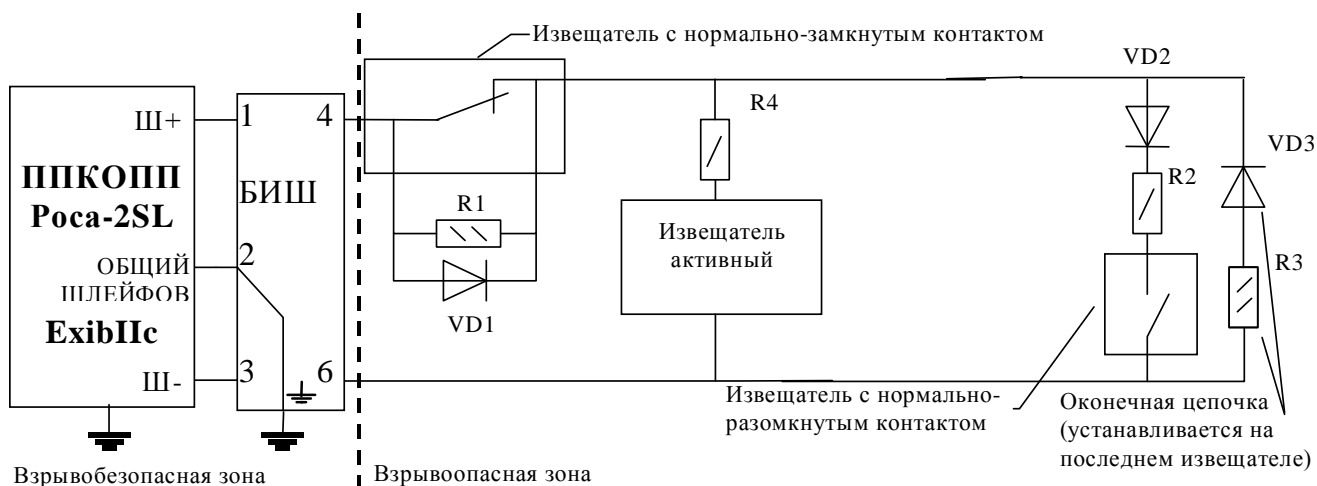 Извещатель с нормально-замкнутым контактом
VD2
Ш+
1
4
R4
VD3
ППКОПП
Роса-2SL
БИШ
R1
R2
Извещатель
активный
2
ОБЩИЙ
ШЛЕЙФОВ
R3
ExibIIc
VD1
Ш-
3
6
Извещатель с нормально-
разомкнутым контактом
Оконечная цепочка
(устанавливается на
последнем извещателе)
Взрывобезопасная зона
Взрывоопасная зона